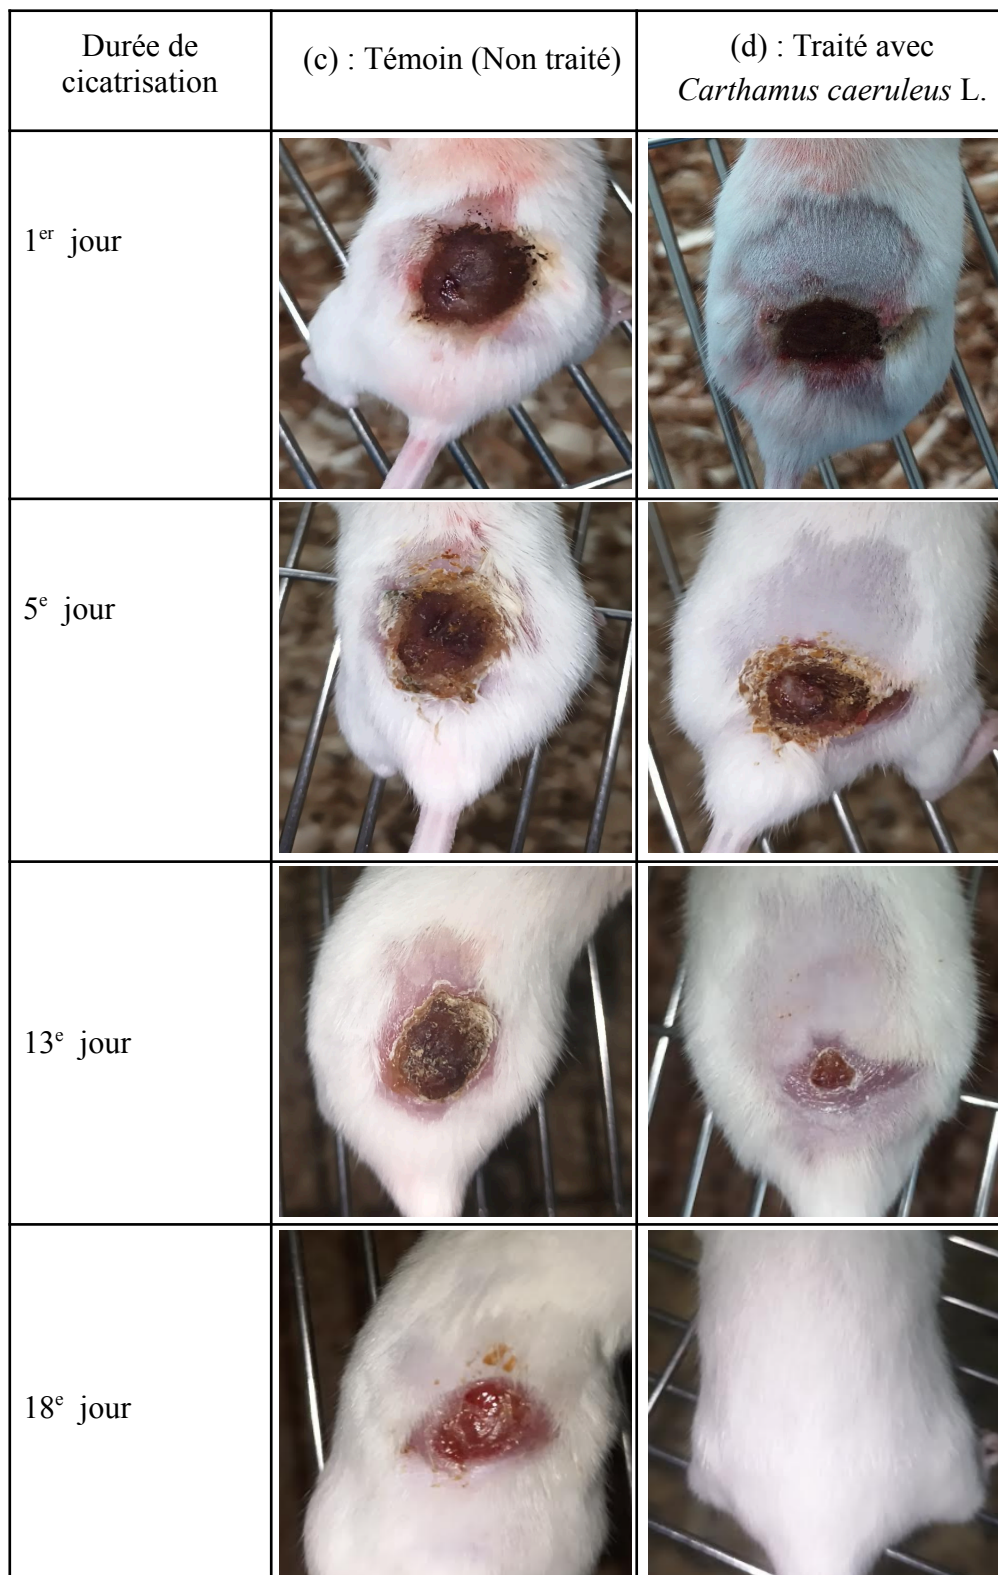 Durée de
cicatrisation
(c) : Témoin (Non traité)
(d) : Traité avec
Carthamus caeruleus L.
1er jour
5e jour
13e jour
18e jour